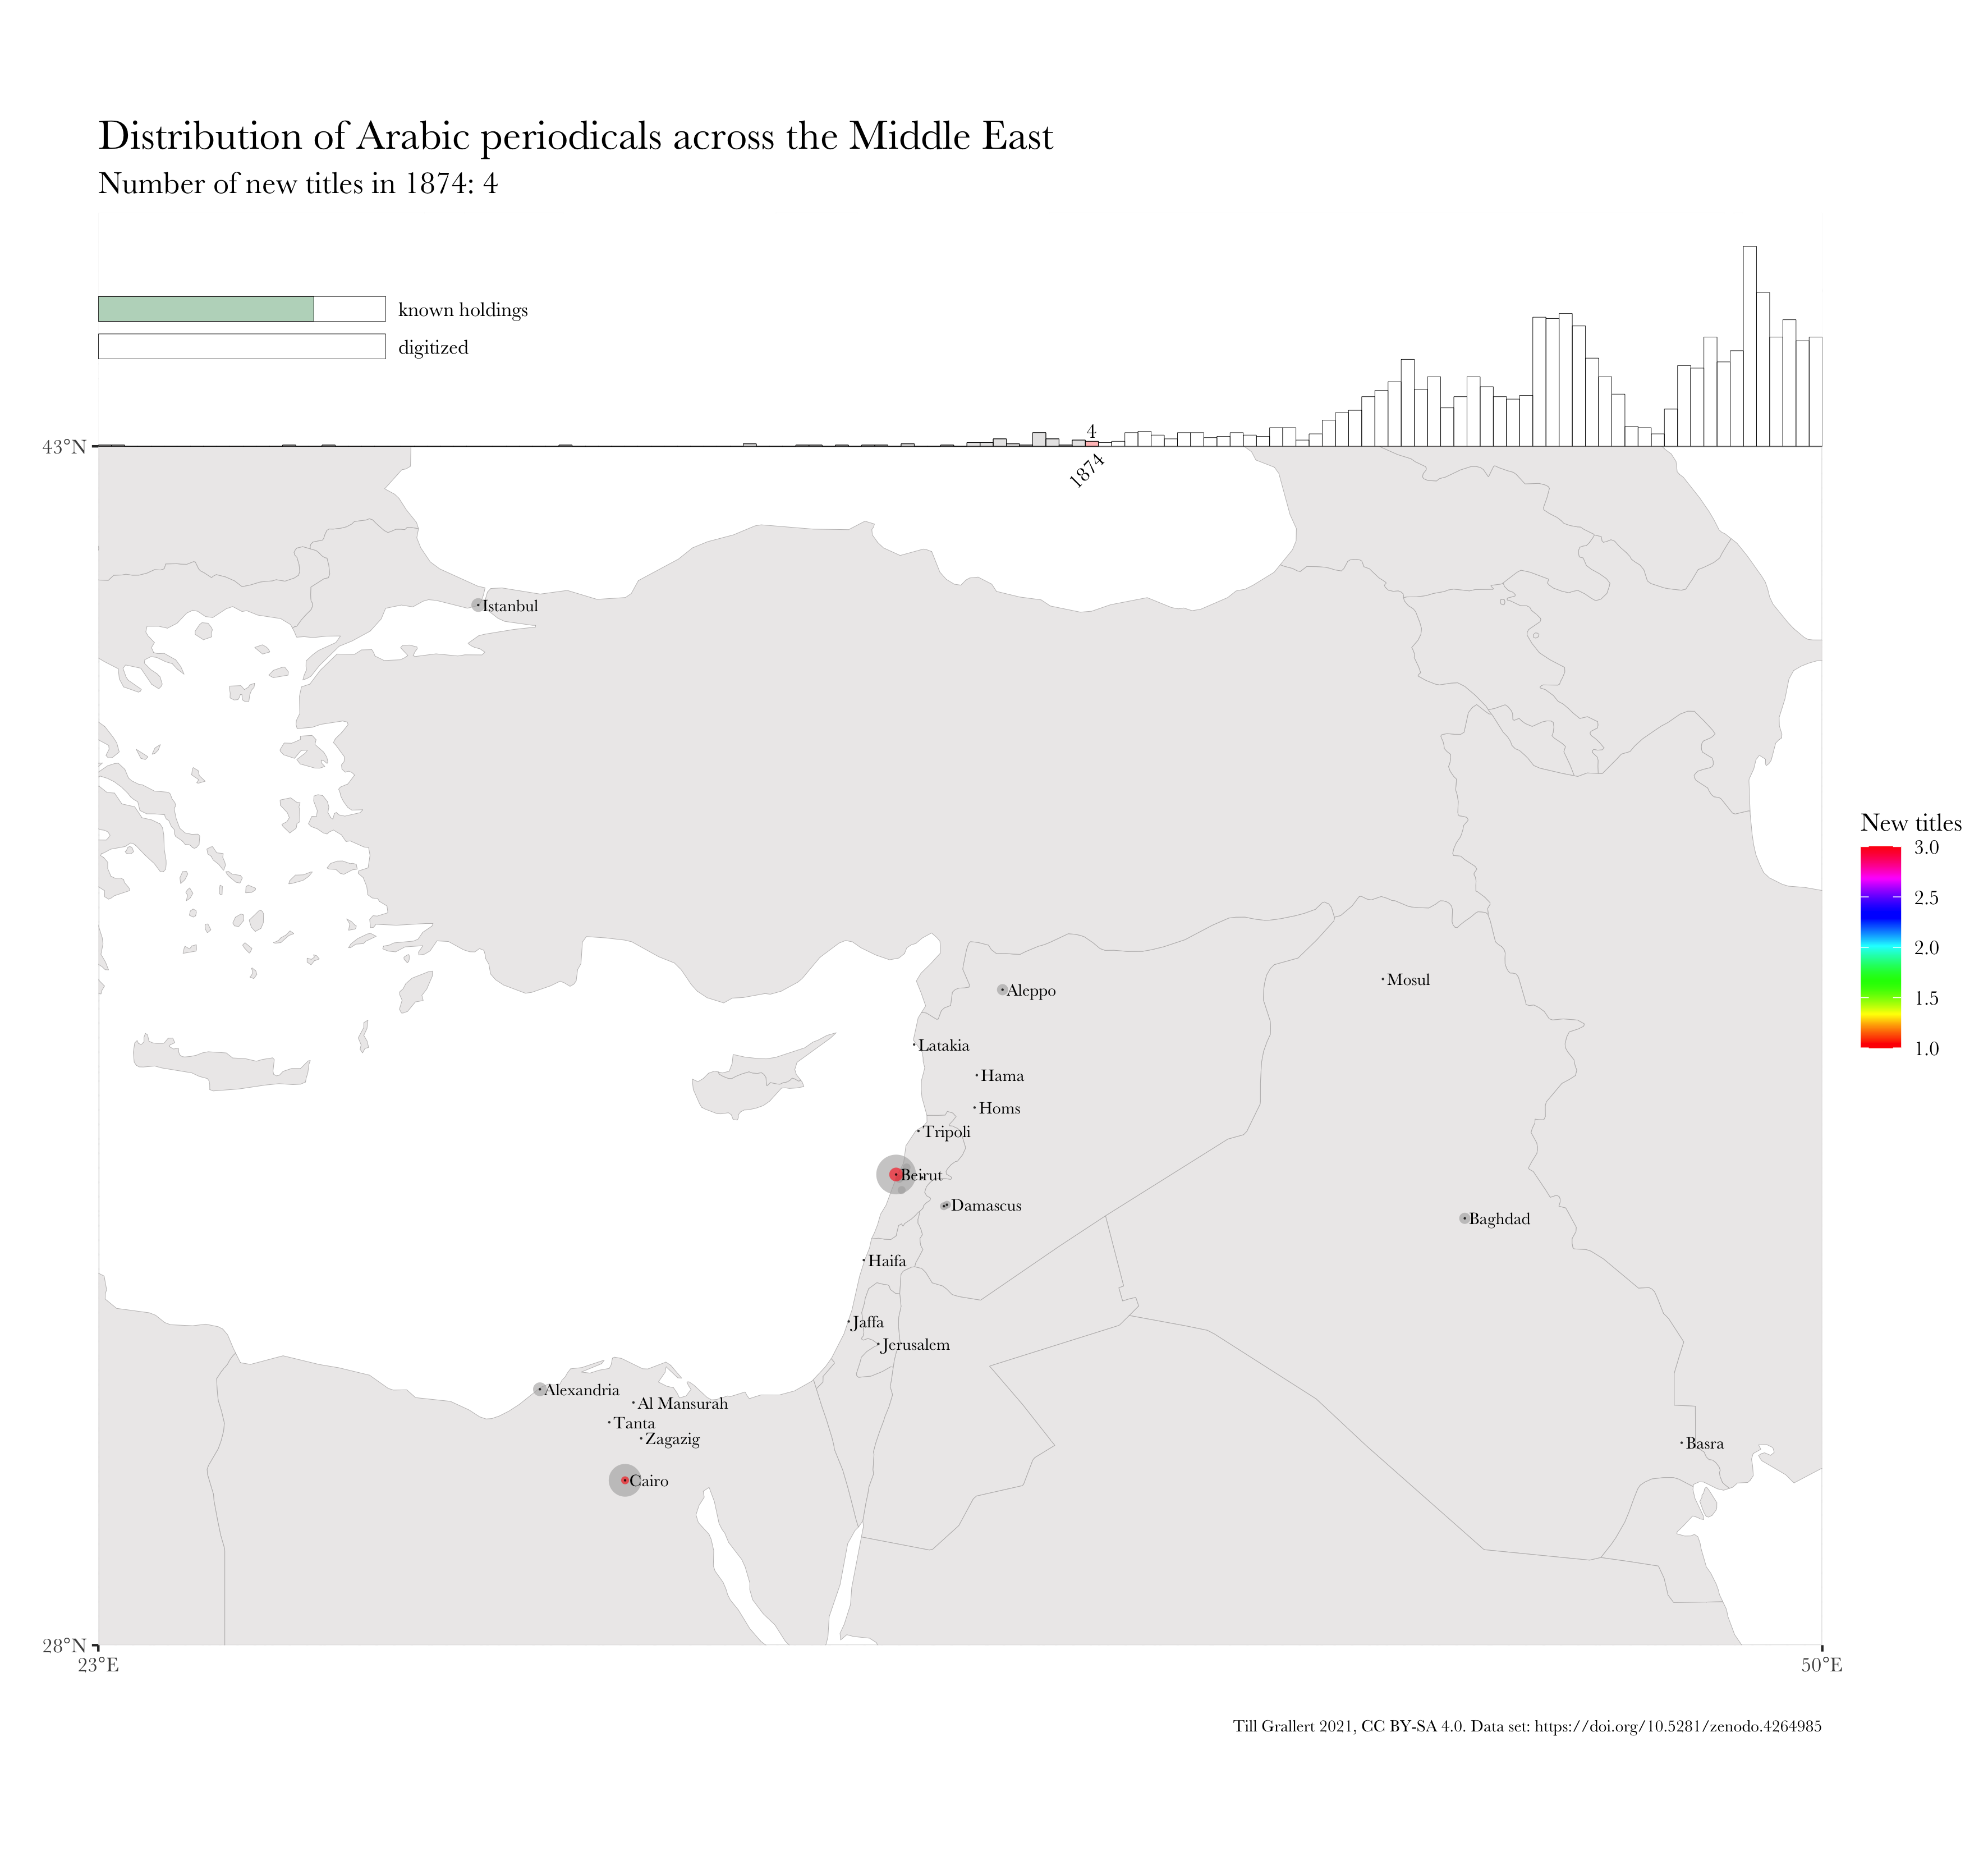 Distribution of Arabic periodicals across the Middle East
Number of new titles in 1874: 4
known holdings
digitized
4
1874
43°N
Istanbul
New titles
3.0
2.5
2.0
1.5
1.0
Mosul
Aleppo
Latakia
Hama
Homs
Tripoli
Beirut
Damascus
Baghdad
Haifa
Jaffa
Jerusalem
Alexandria
Al Mansurah
Tanta
Zagazig
Basra
Cairo
28°N
23°E
50°E
Till Grallert 2021, CC BY-SA 4.0. Data set: https://doi.org/10.5281/zenodo.4264985